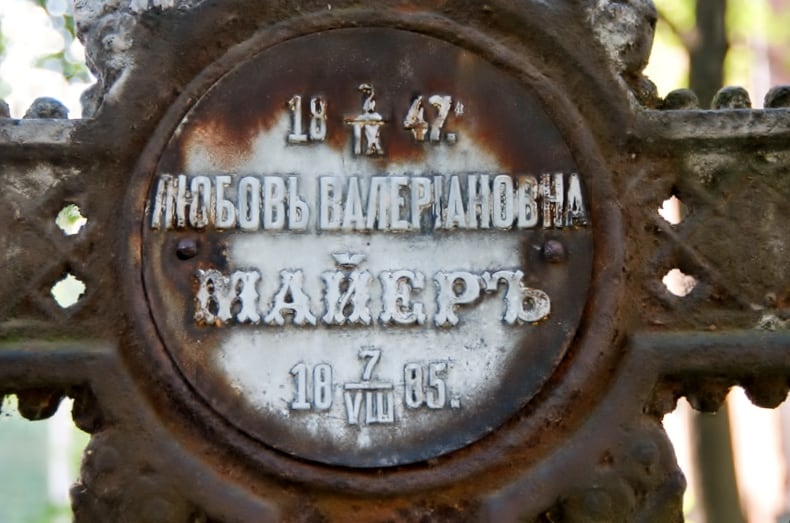 18 2/IX 47.
ЛЮБОВЬ ВАЛЕРІАНОВНА
МАЙЕРЪ
18 7/VIII 85.